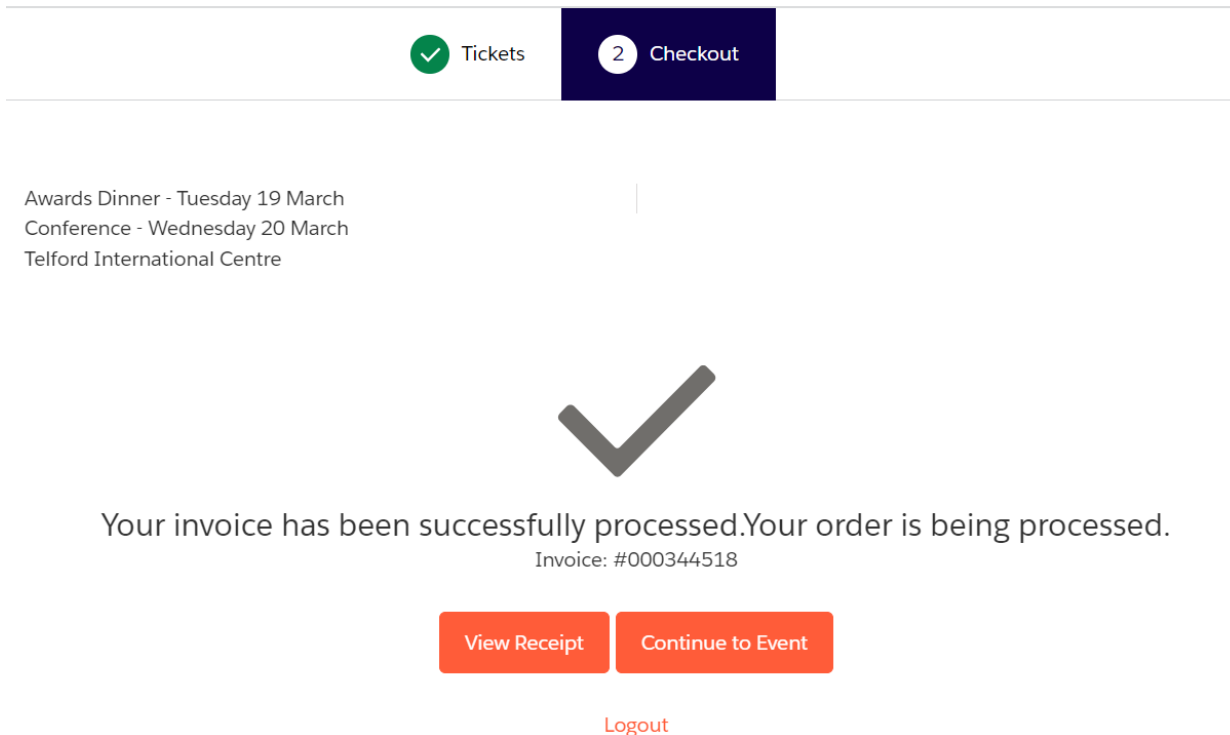 Tickets
2 Checkout
Awards Dinner - Tuesday 19 March
Conference - Wednesday 20 March
Telford International Centre
Your invoice has been successfully processed.Your order is being processed.
Invoice: #000344518
View Receipt
Continue to Event
Logout